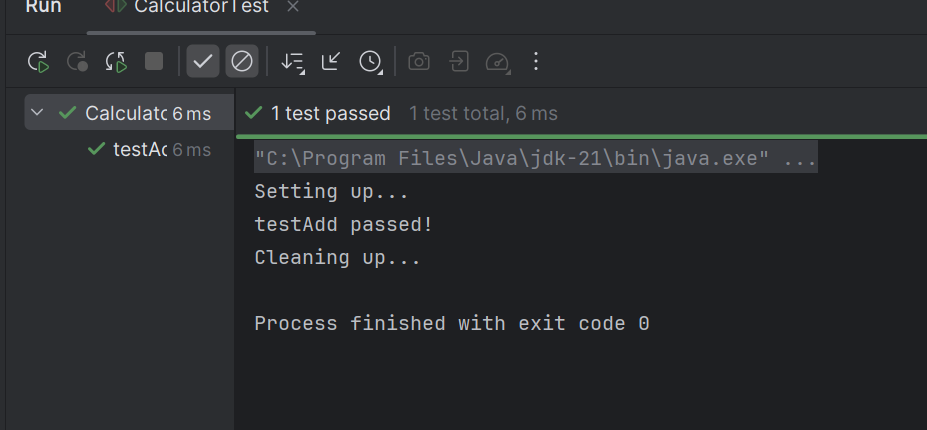 Run CalculatorTest
Calculatc 6 ms
testAc 6 ms
1 test passed 1 test total, 6 ms
"C:\Program Files\Java\jdk-21\bin\java.exe" ...
Setting up...
testAdd passed!
Cleaning up...
Process finished with exit code 0